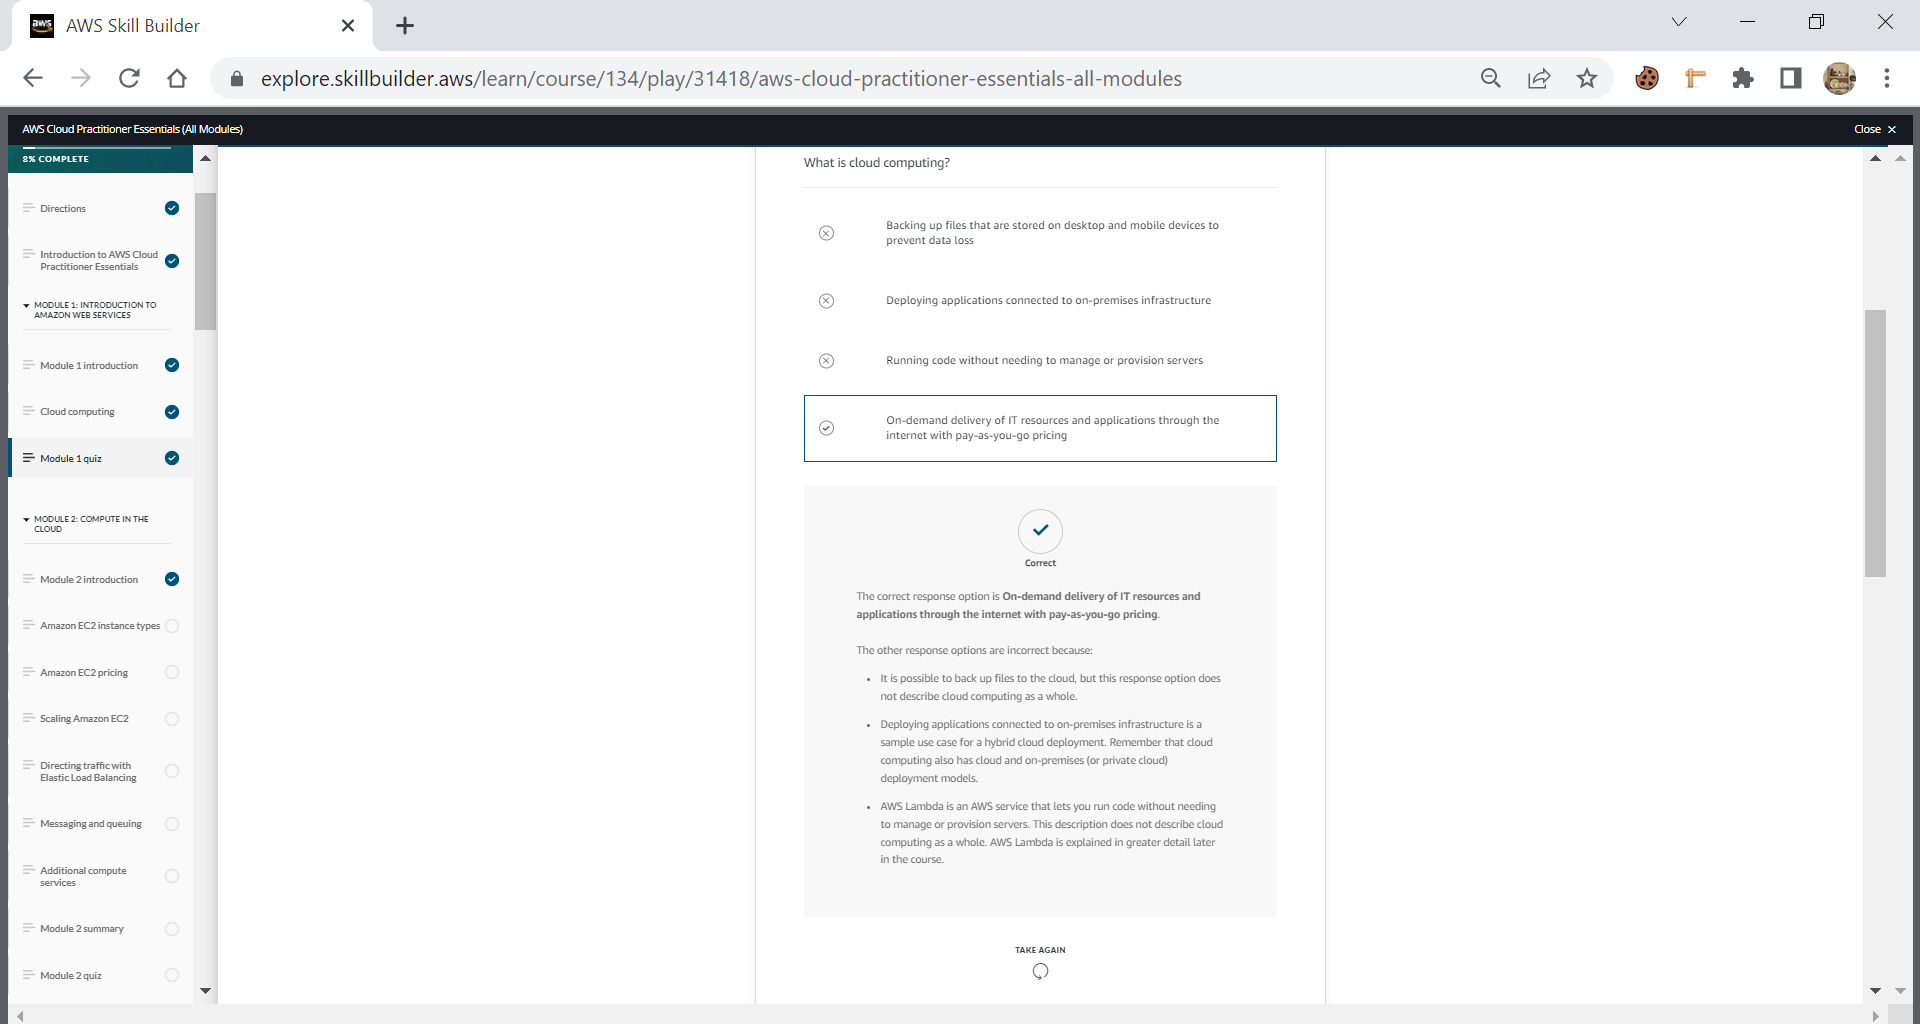 AWS Skill Builder
explore.skillbuilder.aws/learn/course/134/play/31418/aws-cloud-practitioner-essentials-all-modules
AWS Cloud Practitioner Essentials (All Modules)
Close
8% COMPLETE
Directions
Introduction to AWS Cloud
Practitioner Essentials
MODULE 1: INTRODUCTION TO
AMAZON WEB SERVICES
Module 1 introduction
Cloud computing
Module 1 quiz
MODULE 2: COMPUTE IN THE
CLOUD
Module 2 introduction
Amazon EC2 instance types
Amazon EC2 pricing
Scaling Amazon EC2
Directing traffic with
Elastic Load Balancing
Messaging and queuing
Additional compute
services
Module 2 summary
Module 2 quiz
What is cloud computing?
Backing up files that are stored on desktop and mobile devices to
prevent data loss
Deploying applications connected to on-premises infrastructure
Running code without needing to manage or provision servers
On-demand delivery of IT resources and applications through the
internet with pay-as-you-go pricing
Correct
The correct response option is On-demand delivery of IT resources and
applications through the internet with pay-as-you-go pricing.
The other response options are incorrect because:
• It is possible to back up files to the cloud, but this response option does
not describe cloud computing as a whole.
• Deploying applications connected to on-premises infrastructure is a
sample use case for a hybrid cloud deployment. Remember that cloud
computing also has cloud and on-premises (or private cloud)
deployment models.
• AWS Lambda is an AWS service that lets you run code without needing
to manage or provision servers. This description does not describe cloud
computing as a whole. AWS Lambda is explained in greater detail later
in the course.
TAKE AGAIN